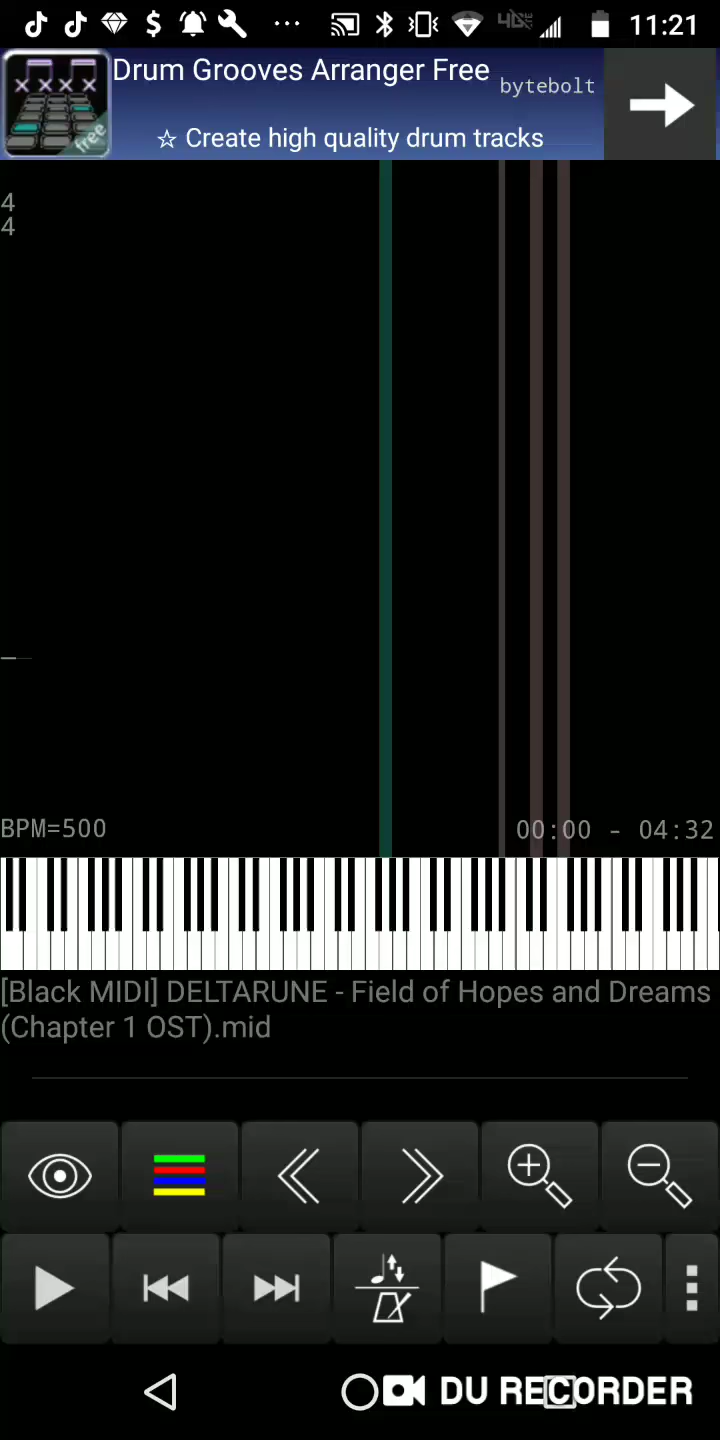 11:21
Drum Grooves Arranger Free
bytebolt
☆ Create high quality drum tracks
free
4
4
BPM=500
00:00 - 04:32
[Black MIDI] DELTARUNE - Field of Hopes and Dreams
(Chapter 1 OST).mid
DU RECORDER